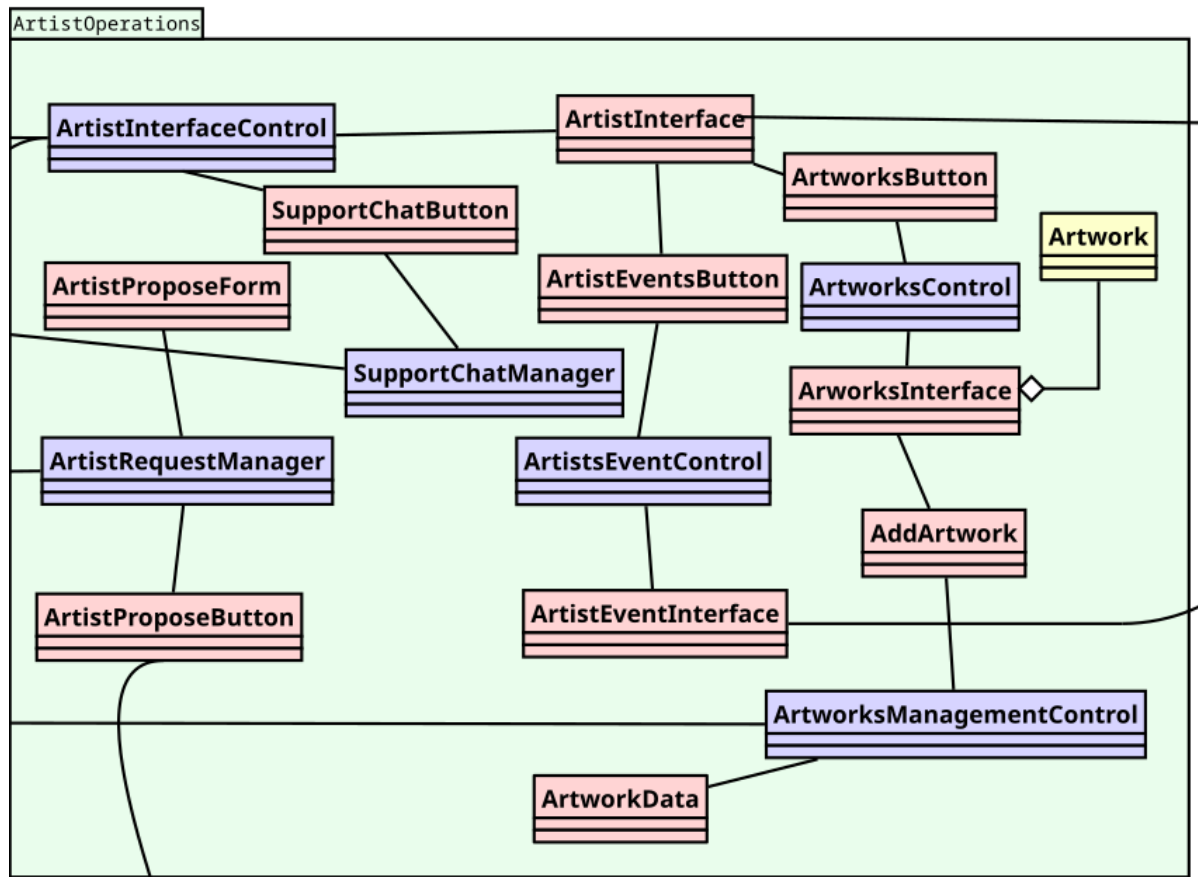 ArtistOperations
ArtistInterfaceControl
ArtistInterface
ArtworksButton
SupportChatButton
Artwork
ArtistProposeForm
ArtistEventsButton
ArtworksControl
SupportChatManager
ArworksInterface
ArtistRequestManager
ArtistsEventControl
AddArtwork
ArtistProposeButton
ArtistEventInterface
ArtworksManagementControl
ArtworkData